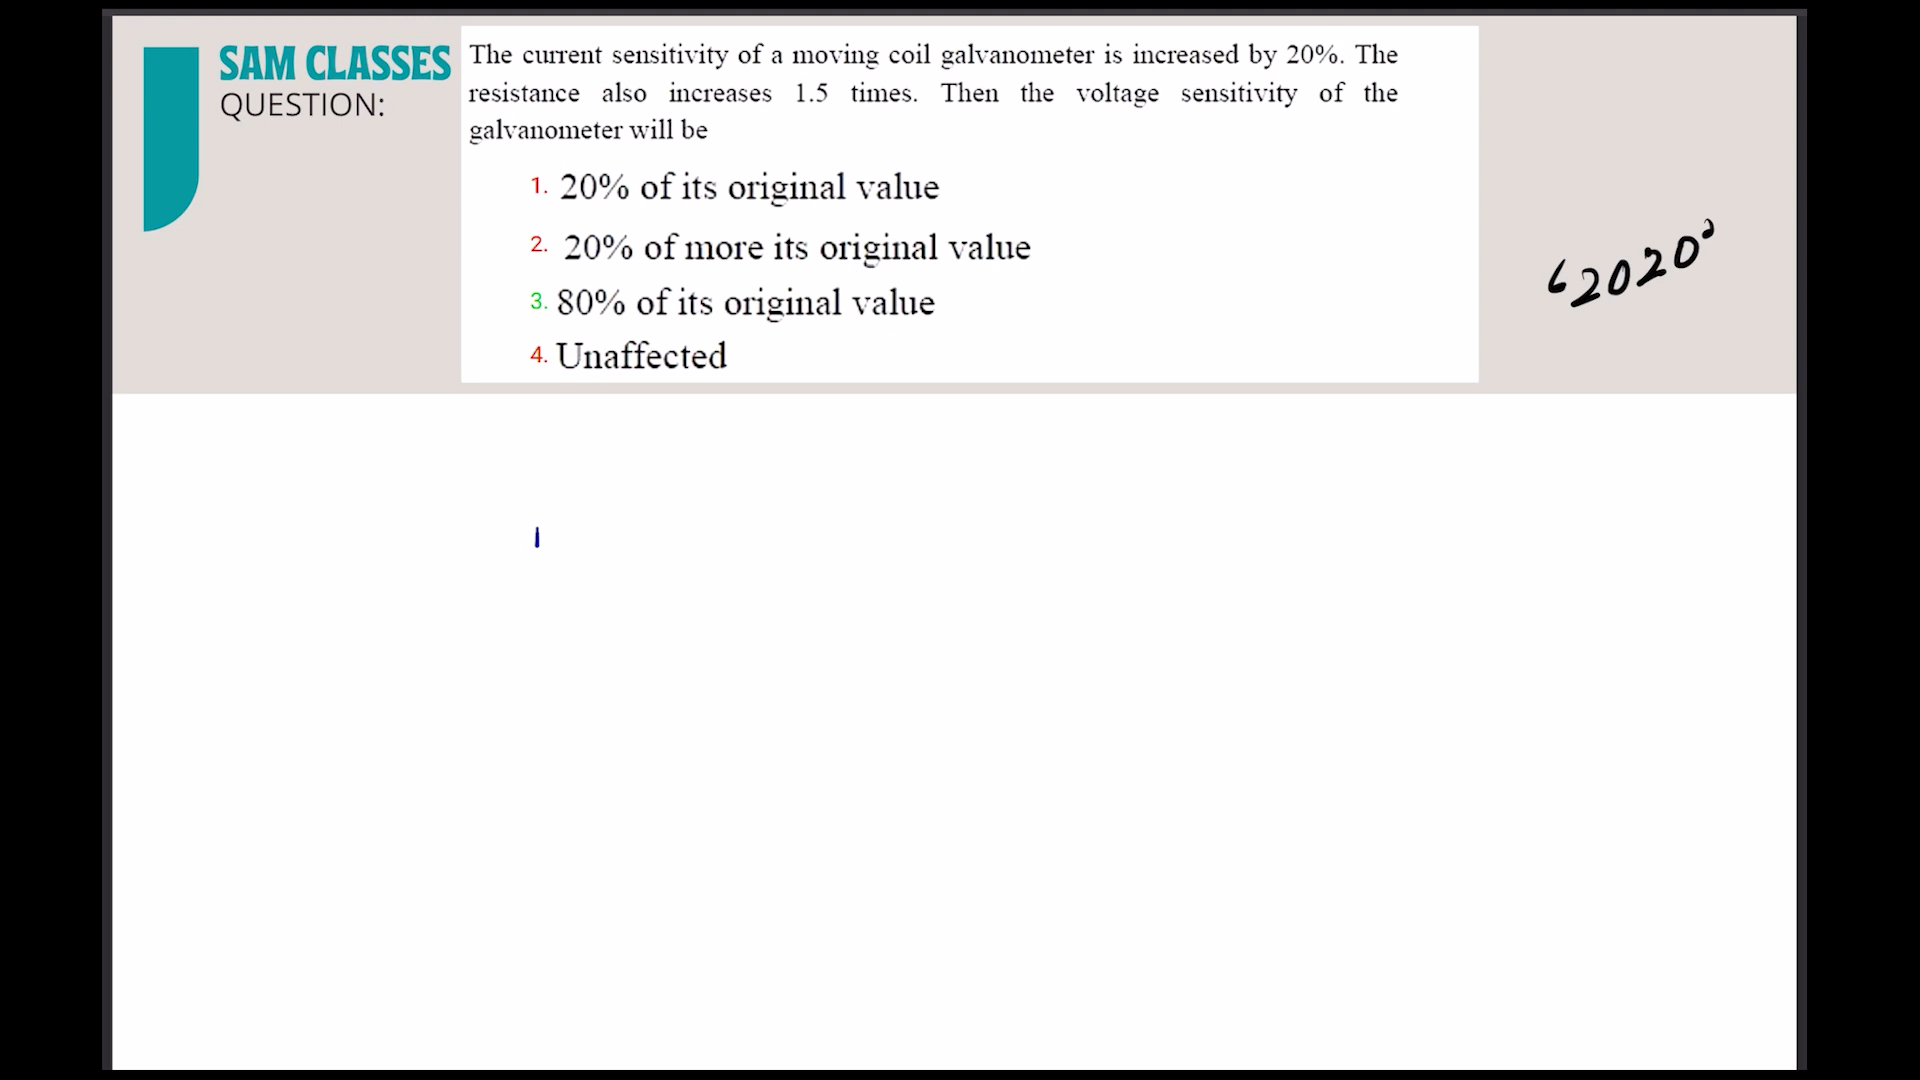 SAM CLASSES
QUESTION:
The current sensitivity of a moving coil galvanometer is increased by 20%. The
resistance also increases 1.5 times. Then the voltage sensitivity of the
galvanometer will be
1. 20% of its original value
2. 20% of more its original value
3. 80% of its original value
4. Unaffected
‘2020’